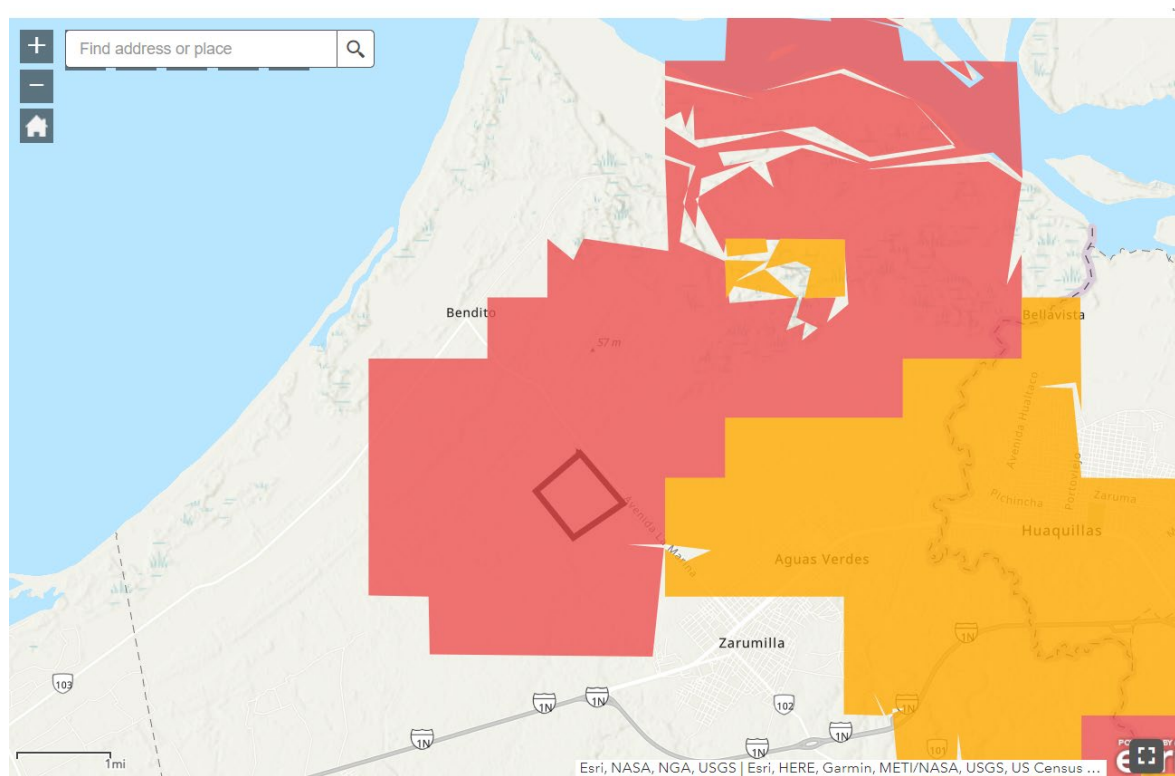 +
Find address or place
−
Bendito
57 m
Bellavista
Avenida Hualtaco
Portoviejo
Pichincha
Zaruma
Avenida La Marina
Huaquillas
Aguas Verdes
Zarumilla
1N
103
1N
1N
102
1N
1N
1N
101
1mi
Esri, NASA, NGA, USGS | Esri, HERE, Garmin, METI/NASA, USGS, US Census ...